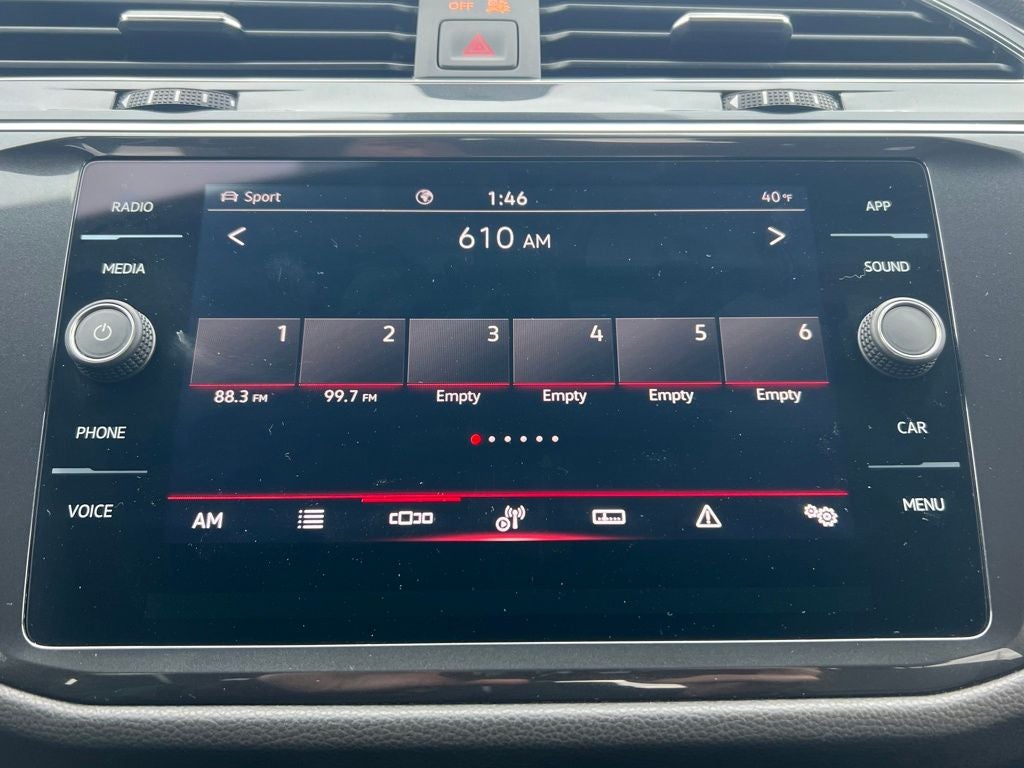 OFF
RADIO
MEDIA
PHONE
VOICE
Sport 1:46 40°F
< 610 AM >
1 2 3 4 5 6
88.3 FM 99.7 FM Empty Empty Empty Empty
AM
APP
SOUND
CAR
MENU